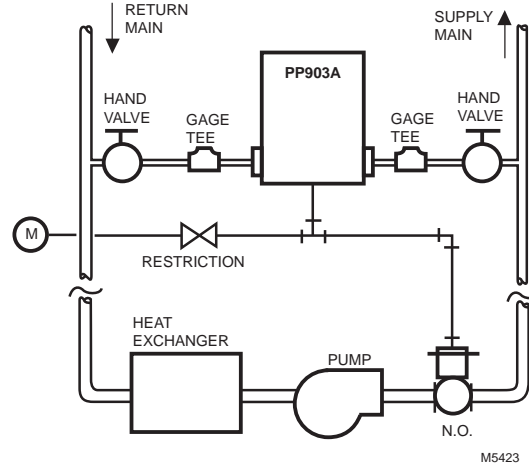 RETURN
MAIN
SUPPLY
MAIN
PP903A
HAND
VALVE
GAGE
TEE
GAGE
TEE
HAND
VALVE
M
RESTRICTION
HEAT
EXCHANGER
PUMP
N.O.
M5423